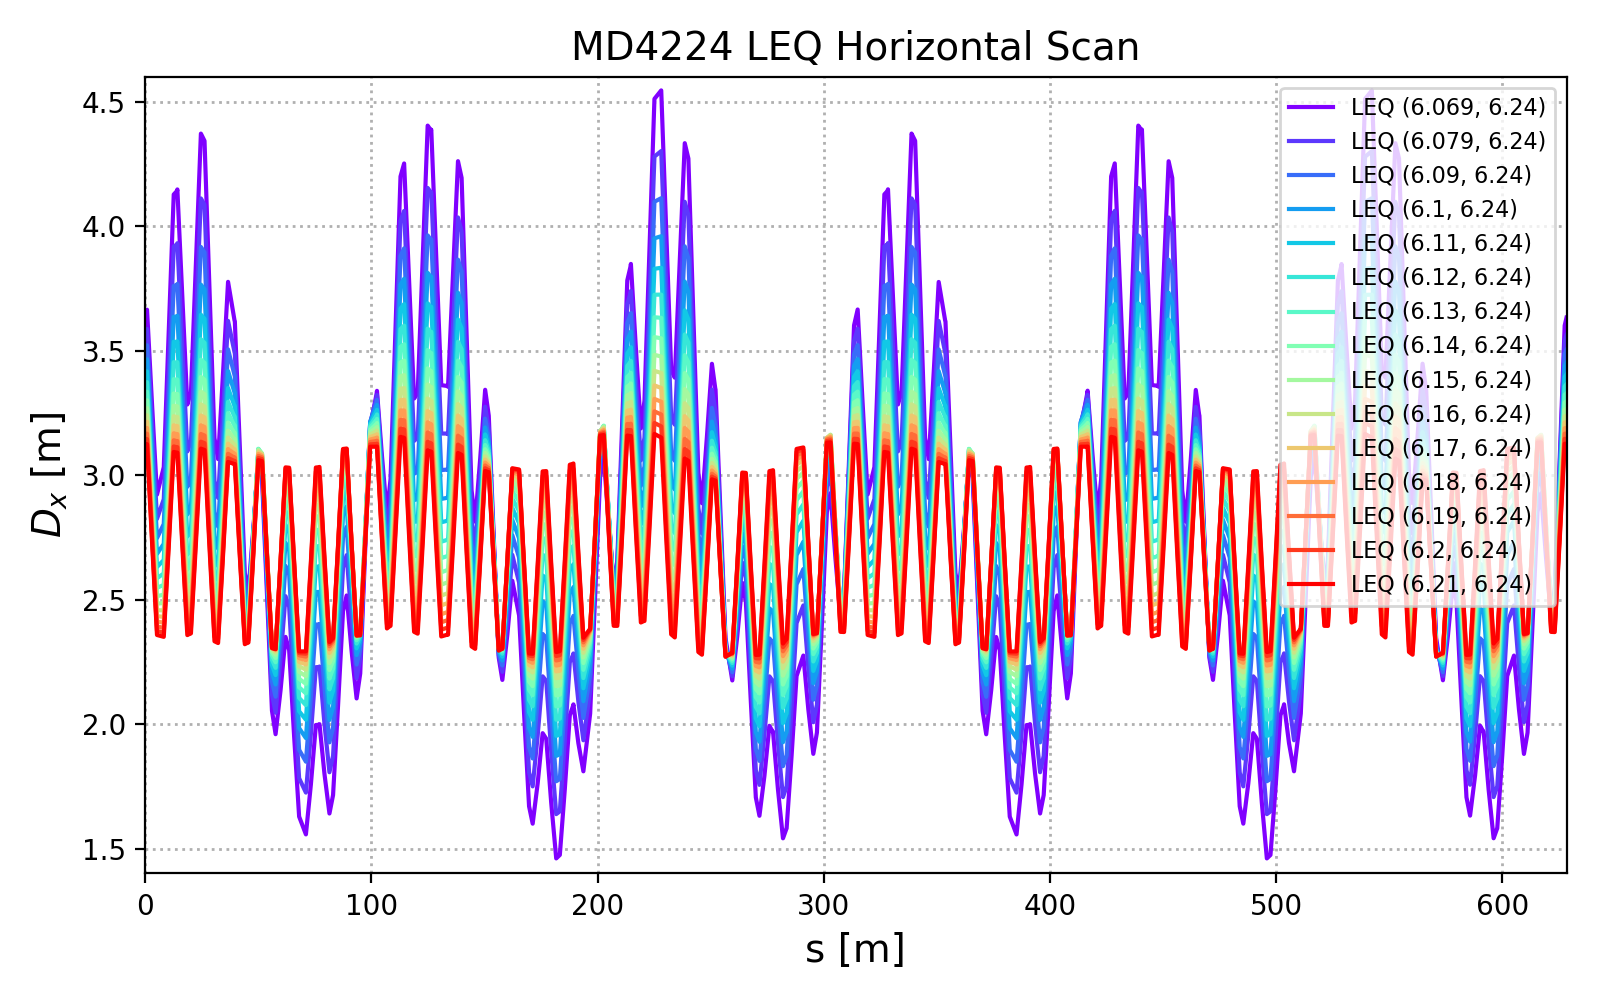 MD4224 LEQ Horizontal Scan
4.5
4.0
3.5
3.0
2.5
2.0
1.5
D_x [m]
LEQ (6.069, 6.24)
LEQ (6.079, 6.24)
LEQ (6.09, 6.24)
LEQ (6.1, 6.24)
LEQ (6.11, 6.24)
LEQ (6.12, 6.24)
LEQ (6.13, 6.24)
LEQ (6.14, 6.24)
LEQ (6.15, 6.24)
LEQ (6.16, 6.24)
LEQ (6.17, 6.24)
LEQ (6.18, 6.24)
LEQ (6.19, 6.24)
LEQ (6.2, 6.24)
LEQ (6.21, 6.24)
0 100 200 300 400 500 600
s [m]